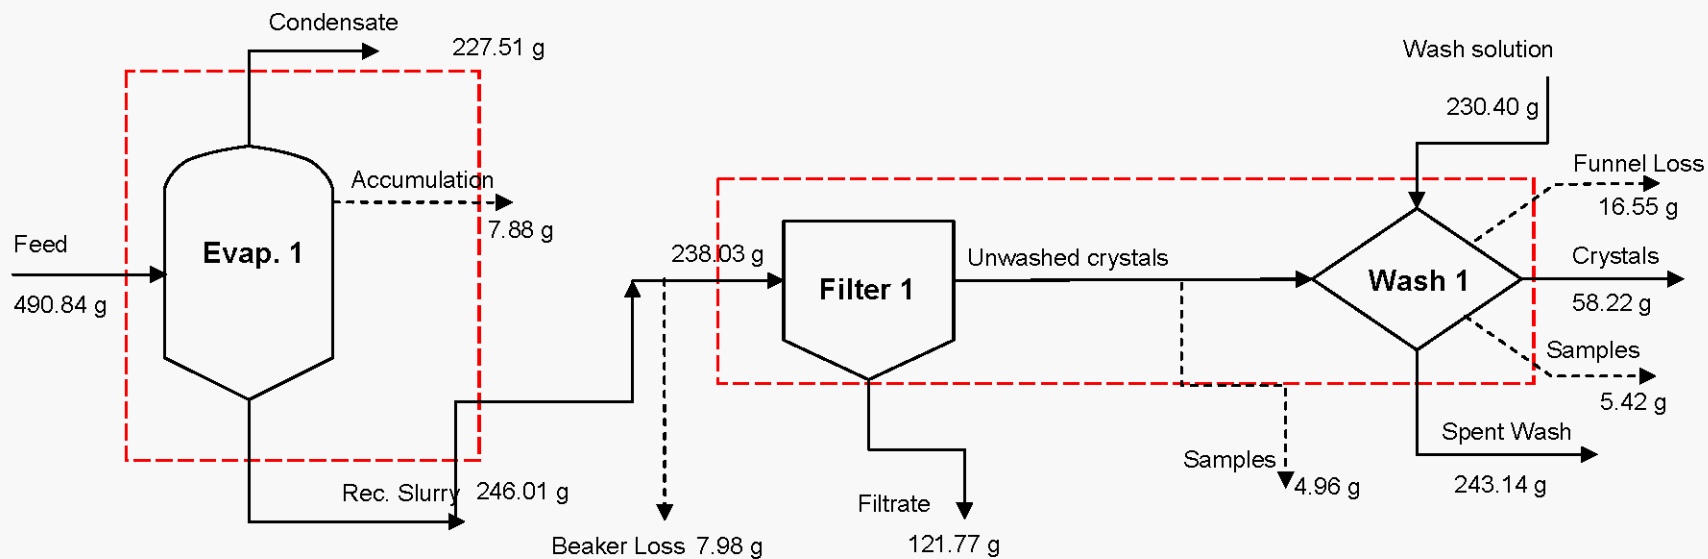 Condensate
227.51 g
Wash solution
230.40 g
Funnel Loss
16.55 g
Accumulation
7.88 g
Feed
490.84 g
Evap. 1
238.03 g
Filter 1
Unwashed crystals
Wash 1
Crystals
58.22 g
Samples
5.42 g
Spent Wash
243.14 g
Samples
4.96 g
Rec. Slurry 246.01 g
Filtrate
121.77 g
Beaker Loss 7.98 g